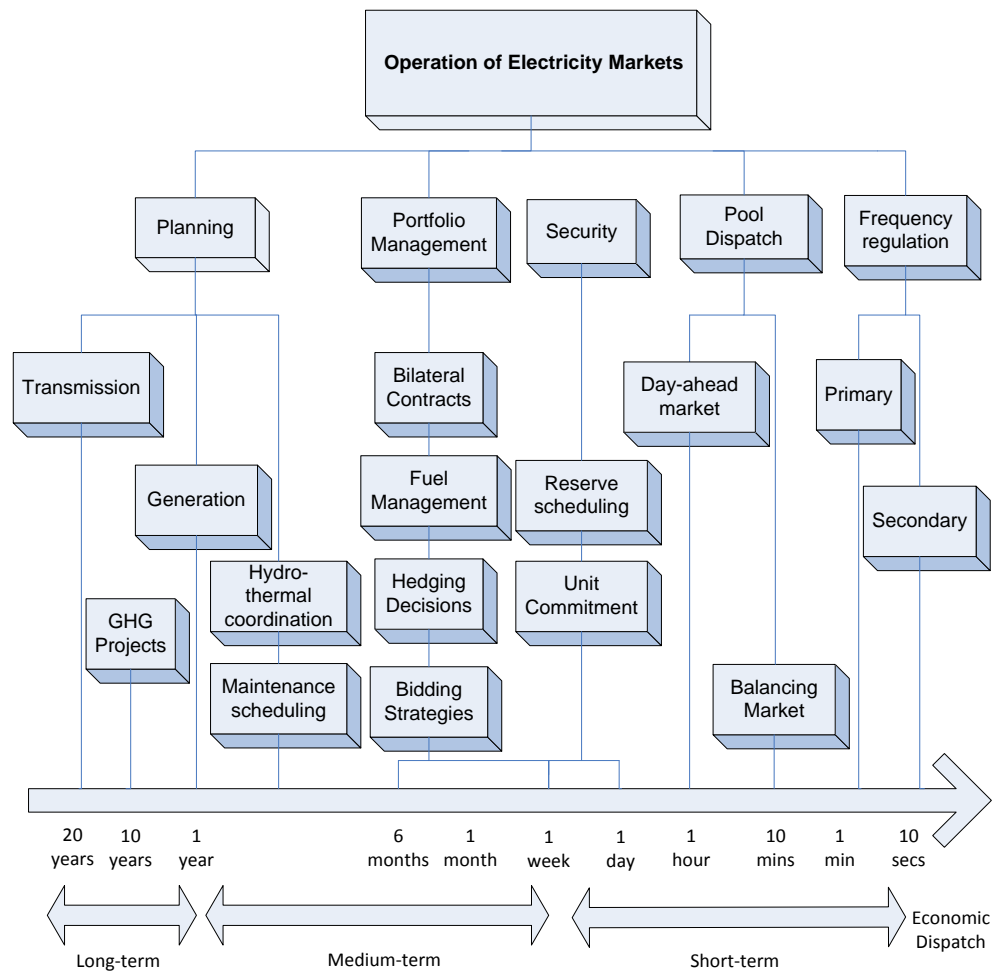 Operation of Electricity Markets
Planning
Portfolio
Management
Security
Pool
Dispatch
Frequency
regulation
Transmission
Bilateral
Contracts
Day-ahead
market
Primary
Generation
Fuel
Management
Reserve
scheduling
Secondary
Hydro-
thermal
coordination
Hedging
Decisions
Unit
Commitment
GHG
Projects
Maintenance
scheduling
Bidding
Strategies
Balancing
Market
20
years
10
years
1
year
6
months
1
month
1
week
1
day
1
hour
10
mins
1
min
10
secs
Long-term
Medium-term
Short-term
Economic
Dispatch